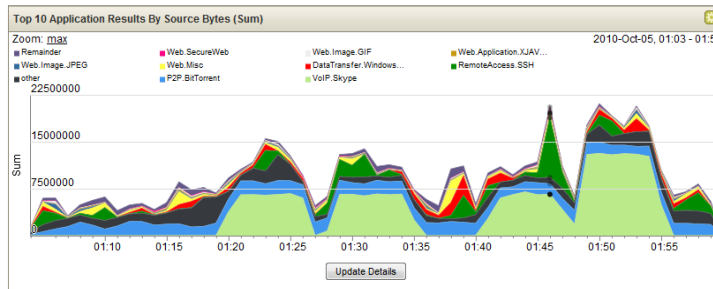 Top 10 Application Results By Source Bytes (Sum)
Zoom: max
2010-Oct-05, 01:03 - 01:5
Remainder
Web.SecureWeb
Web.Image.GIF
Web.Application.XJAV...
Web.Image.JPEG
Web.Misc
DataTransfer.Windows...
RemoteAccess.SSH
other
P2P.BitTorrent
VoIP.Skype
22500000
15000000
7500000
0
Sum
01:10
01:15
01:20
01:25
01:30
01:35
01:40
01:45
01:50
01:55
Update Details